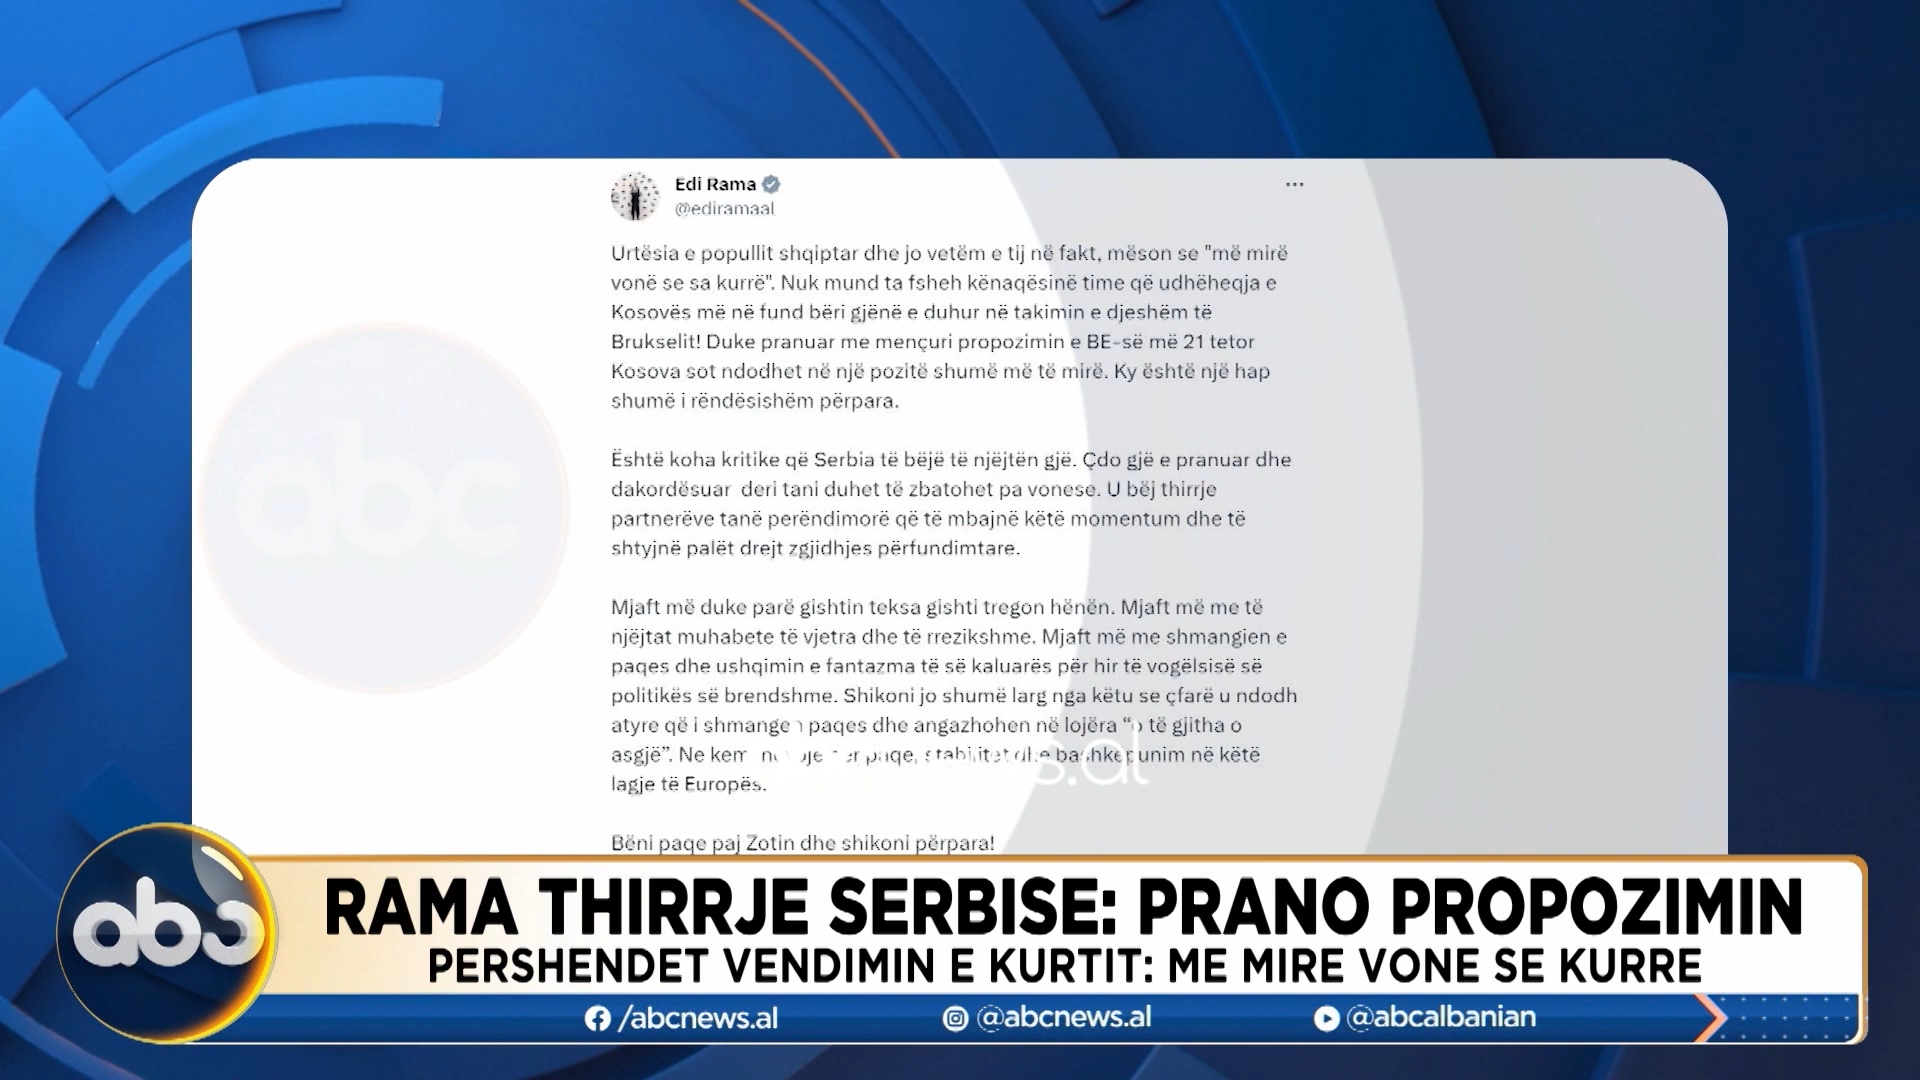 Edi Rama
@ediramaal
Urtësia e popullit shqiptar dhe jo vetëm e tij në fakt, mëson se "më mirë
vonë se sa kurrë". Nuk mund ta fsheh kënaqësinë time që udhëheqja e
Kosovës më në fund bëri gjënë e duhur në takimin e djeshëm të
Brukselit! Duke pranuar me mençuri propozimin e BE-së më 21 tetor
Kosova sot ndodhet në një pozitë shumë më të mirë. Ky është një hap
shumë i rëndësishëm përpara.
Është koha kritike që Serbia të bëjë të njëjtën gjë. Çdo gjë e pranuar dhe
dakordësuar deri tani duhet të zbatohet pa vonese. U bëj thirrje
partnerëve tanë perëndimorë që të mbajnë këtë momentum dhe të
shtyjnë palët drejt zgjidhjes përfundimtare.
Mjaft më duke parë gishtin teksa gishti tregon hënën. Mjaft më me të
njëjtat muhabete të vjetra dhe të rrezikshme. Mjaft më me shmangien e
paqes dhe ushqimin e fantazma të së kaluarës për hir të vogëlsisë së
politikës së brendshme. Shikoni jo shumë larg nga këtu se çfarë u ndodh
atyre që i shmangen paqes dhe angazhohen në lojëra “o të gjitha o
asgjë”. Ne kemi paqe, stabilitet dhe bashkëpunim në këtë
lagje të Europës.
Bëni paqe paj Zotin dhe shikoni përpara!
abc
abc
RAMA THIRRJE SERBISE: PRANO PROPOZIMIN
PERSHENDET VENDIMIN E KURTIT: ME MIRE VONE SE KURRE
/abcnews.al
@abcnews.al
@abcalbanian